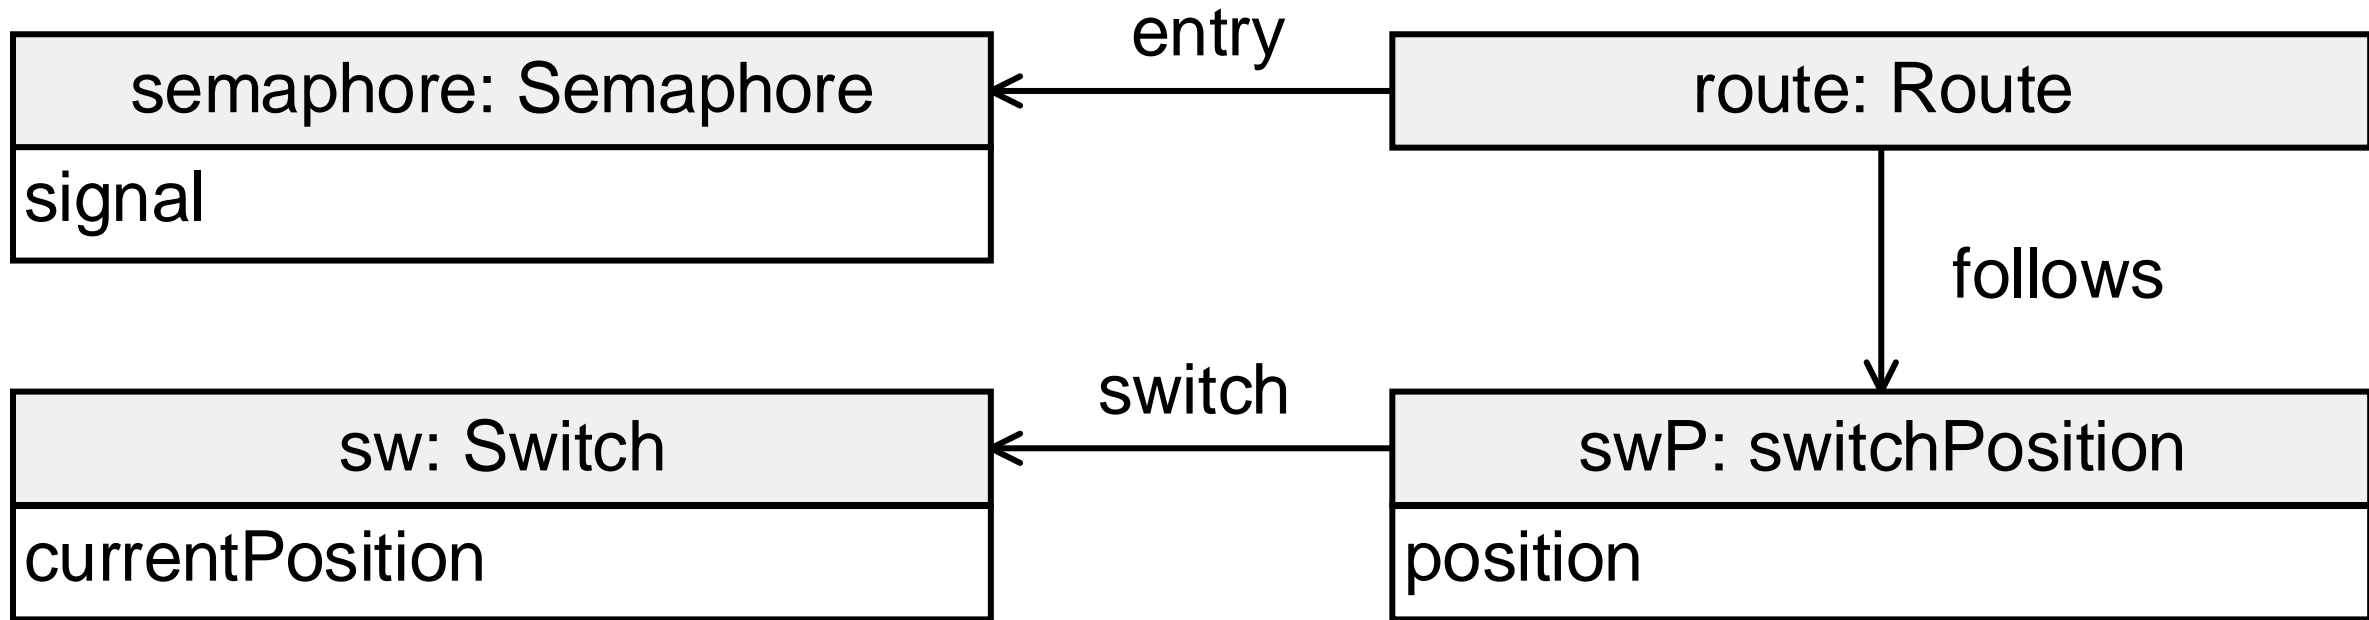 entry
semaphore: Semaphore
route: Route
signal
follows
switch
sw: Switch
swP: switchPosition
currentPosition
position